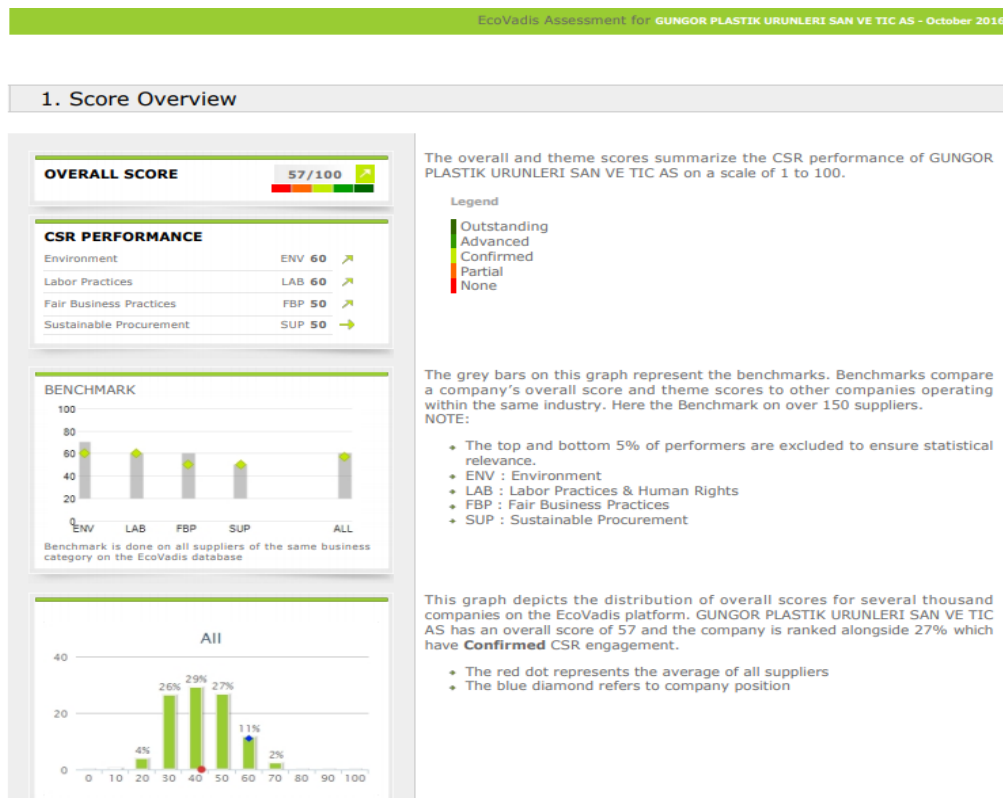 EcoVadis Assessment for GUNGOR PLASTIK URUNLERI SAN VE TIC AS - October 2016
1. Score Overview
OVERALL SCORE 57/100
CSR PERFORMANCE
Environment ENV 60
Labor Practices LAB 60
Fair Business Practices FBP 50
Sustainable Procurement SUP 50
The overall and theme scores summarize the CSR performance of GUNGOR
PLASTIK URUNLERI SAN VE TIC AS on a scale of 1 to 100.
Legend
Outstanding
Advanced
Confirmed
Partial
None
BENCHMARK
100
80
60
40
20
0
ENV LAB FBP SUP ALL
Benchmark is done on all suppliers of the same business
category on the EcoVadis database
The grey bars on this graph represent the benchmarks. Benchmarks compare
a company's overall score and theme scores to other companies operating
within the same industry. Here the Benchmark on over 150 suppliers.
NOTE:
The top and bottom 5% of performers are excluded to ensure statistical
relevance.
ENV : Environment
LAB : Labor Practices & Human Rights
FBP : Fair Business Practices
SUP : Sustainable Procurement
All
40
20
0
4% 26% 29% 27% 11% 2%
0 10 20 30 40 50 60 70 80 90 100
This graph depicts the distribution of overall scores for several thousand
companies on the EcoVadis platform. GUNGOR PLASTIK URUNLERI SAN VE TIC
AS has an overall score of 57 and the company is ranked alongside 27% which
have Confirmed CSR engagement.
The red dot represents the average of all suppliers
The blue diamond refers to company position